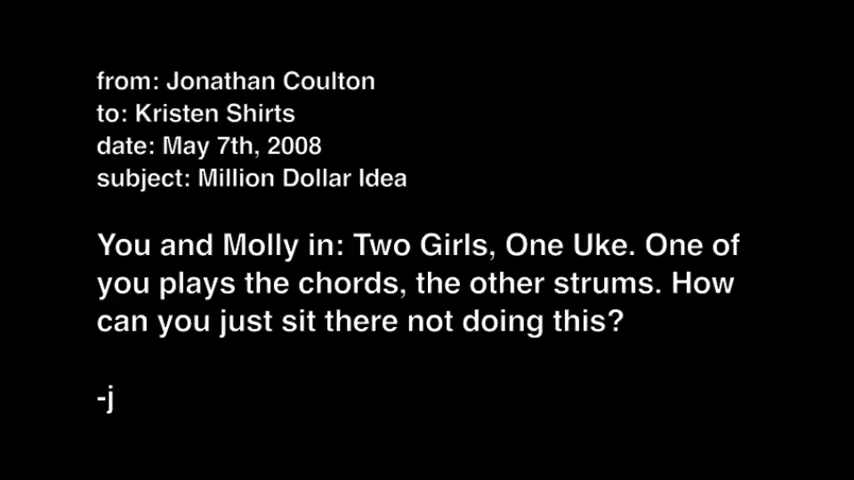 from: Jonathan Coulton
to: Kristen Shirts
date: May 7th, 2008
subject: Million Dollar Idea
You and Molly in: Two Girls, One Uke. One of
you plays the chords, the other strums. How
can you just sit there not doing this?
-j